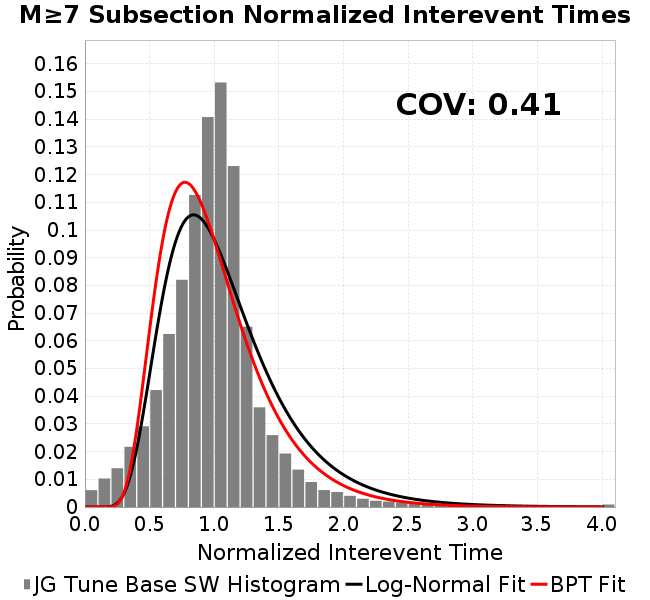 M≥7 Subsection Normalized Interevent Times
COV: 0.41
Probability
0.16
0.15
0.14
0.13
0.12
0.11
0.1
0.09
0.08
0.07
0.06
0.05
0.04
0.03
0.02
0.01
0
0.0 0.5 1.0 1.5 2.0 2.5 3.0 3.5 4.0
Normalized Interevent Time
JG Tune Base SW Histogram Log-Normal Fit BPT Fit